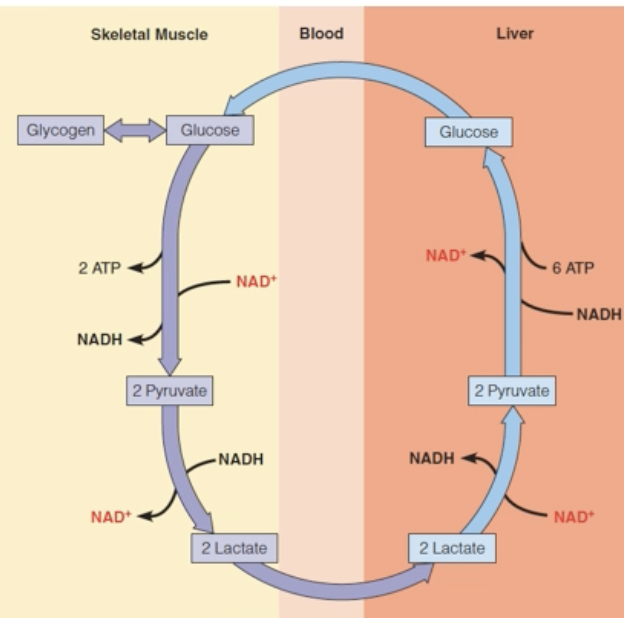 Skeletal Muscle
Blood
Liver
Glycogen
Glucose
Glucose
2 ATP
NAD⁺
NADH
NAD⁺
6 ATP
NADH
2 Pyruvate
2 Pyruvate
NADH
NAD⁺
NADH
NAD⁺
2 Lactate
2 Lactate